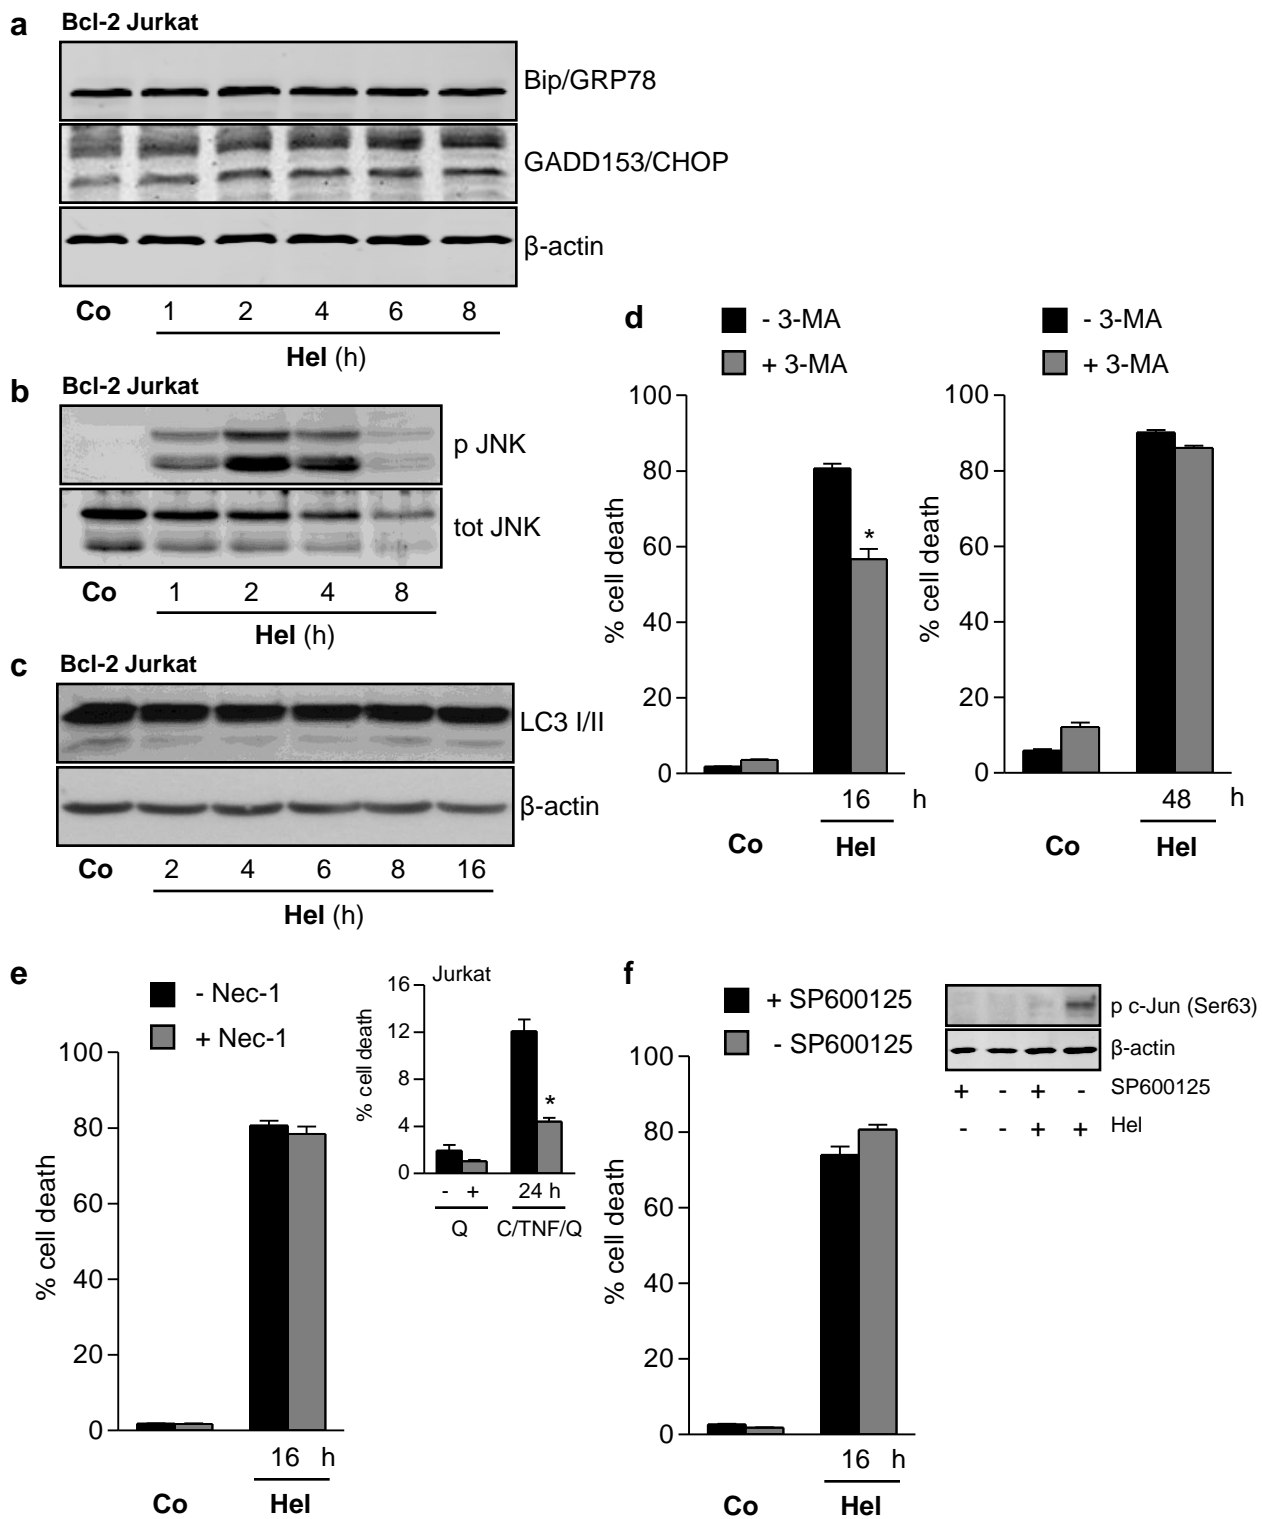 a Bcl-2 Jurkat
Bip/GRP78
GADD153/CHOP
β-actin
Co 1 2 4 6 8
Hel (h)
b Bcl-2 Jurkat
p JNK
tot JNK
Co 1 2 4 8
Hel (h)
c Bcl-2 Jurkat
LC3 I/II
β-actin
Co 2 4 6 8 16
Hel (h)
d
- 3-MA
+ 3-MA
% cell death
100
80
60
40
20
0
*
16 h
Co Hel
- 3-MA
+ 3-MA
% cell death
100
80
60
40
20
0
48 h
Co Hel
e
- Nec-1
+ Nec-1
% cell death
100
80
60
40
20
0
16 h
Co Hel
Jurkat
% cell death
16
12
8
4
0
*
- + 24 h
Q C/TNF/Q
f
+ SP600125
- SP600125
% cell death
100
80
60
40
20
0
16 h
Co Hel
p c-Jun (Ser63)
β-actin
+ - + - SP600125
- - + + Hel